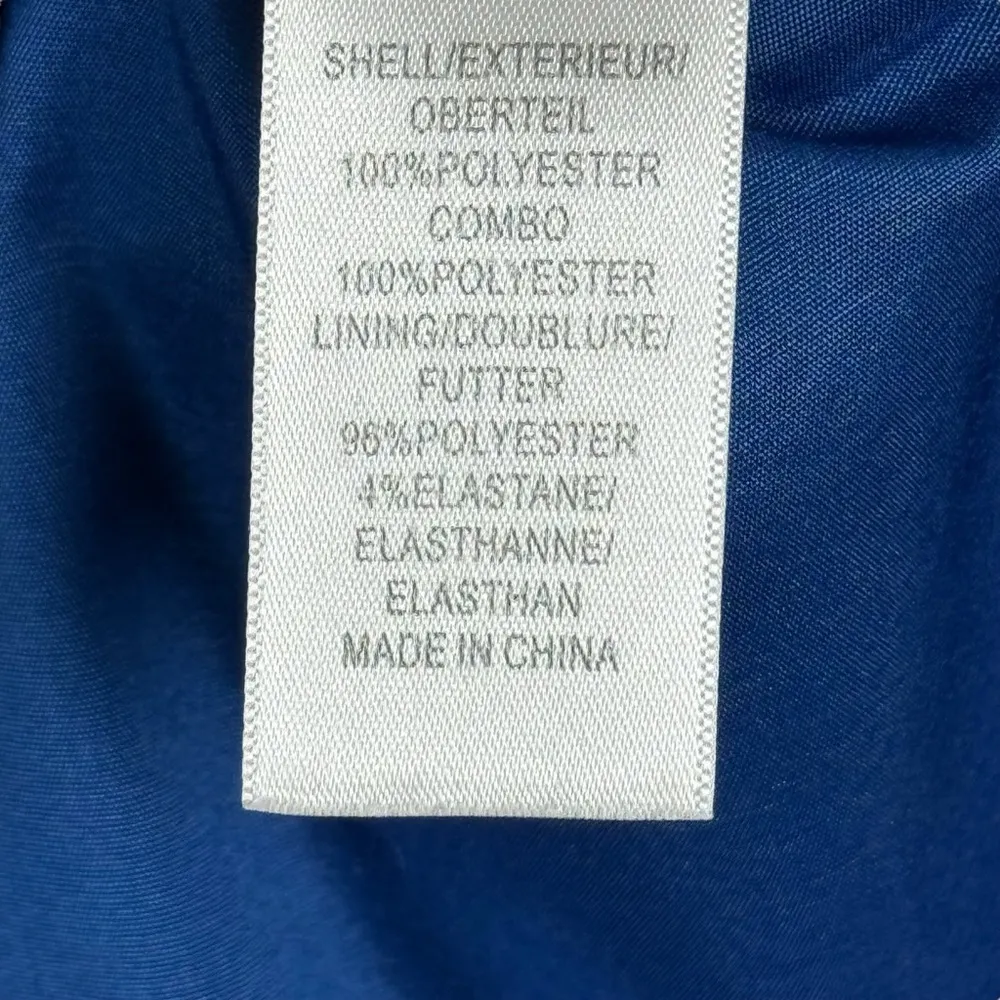 SHELL/EXTERIEUR/
OBERTEIL
100%POLYESTER
COMBO
100%POLYESTER
LINING/DOUBLURE/
FUTTER
96%POLYESTER
4%ELASTANE/
ELASTHANNE/
ELASTHAN
MADE IN CHINA